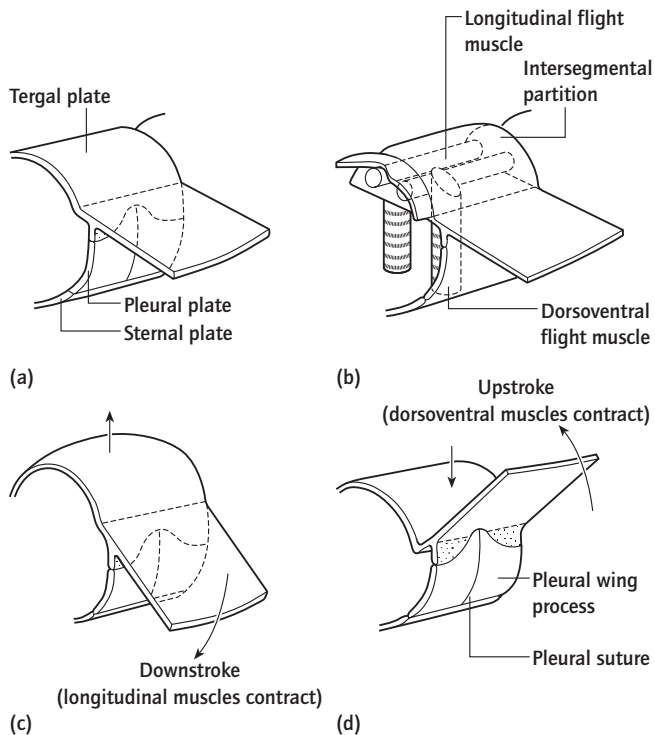 Tergal plate
Pleural plate
Sternal plate
(a)
Longitudinal flight
muscle
Intersegmental
partition
Dorsoventral
flight muscle
(b)
Downstroke
(longitudinal muscles contract)
(c)
Upstroke
(dorsoventral muscles contract)
Pleural wing
process
Pleural suture
(d)